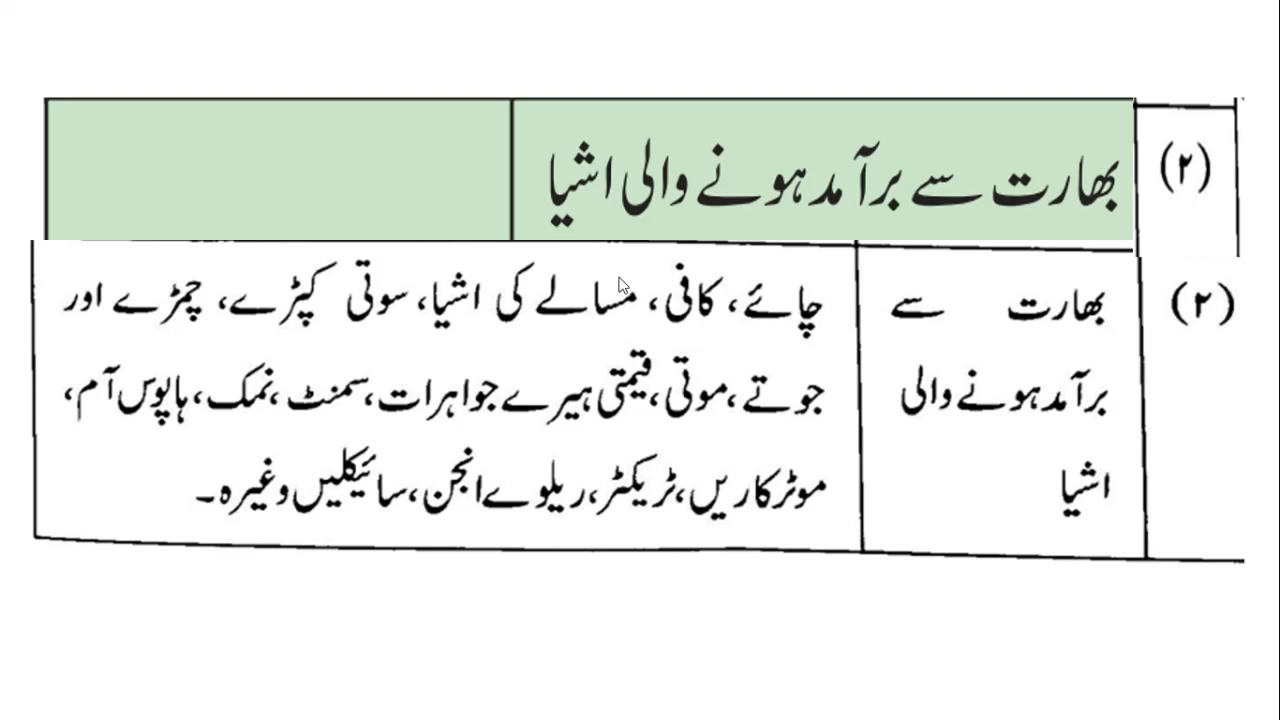 (۲) بھارت سے برآمد ہونے والی اشیا
(۲) بھارت سے
برآمد ہونے والی
اشیا
چائے، کافی، مسالے کی اشیا، سوتی کپڑے، چمڑے اور
جوتے، موتی، قیمتی ہیرے جواہرات، سمنٹ، نمک، ہاپوس آم،
موٹر کاریں، ٹریکٹر، ریلوے انجن، سائیکلیں وغیرہ۔